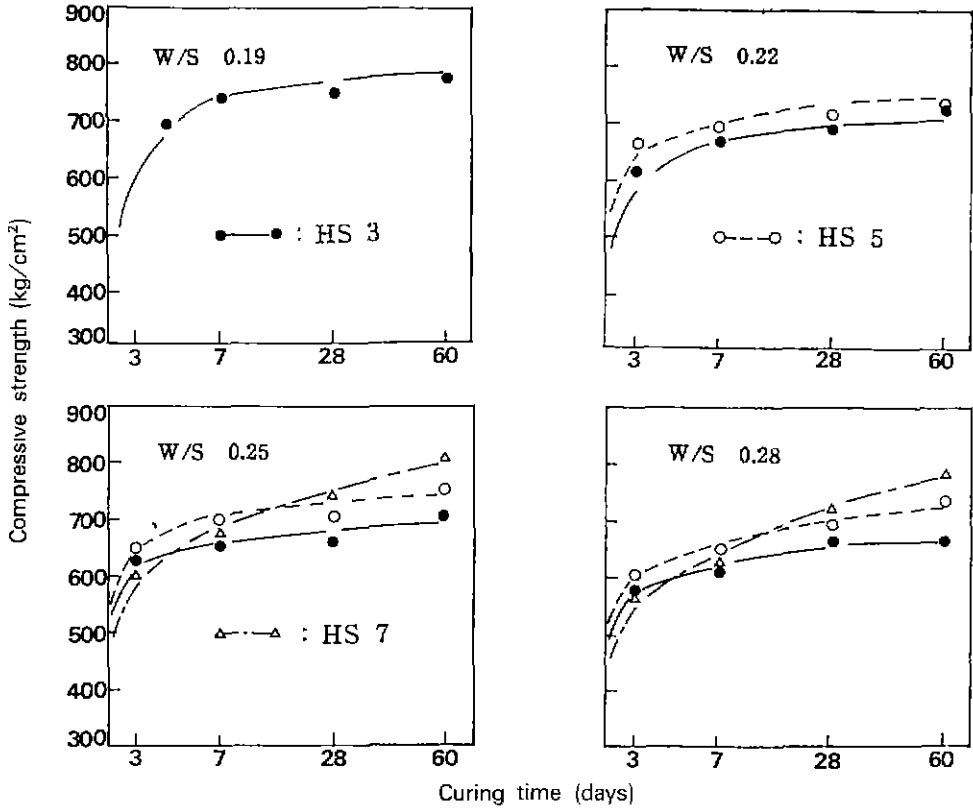 Compressive strength (kg/cm²)
900
800
700
600
500
400
300
W/S 0.19
: HS 3
3 7 28 60
W/S 0.22
: HS 5
3 7 28 60
900
800
700
600
500
400
300
W/S 0.25
: HS 7
3 7 28 60
W/S 0.28
3 7 28 60
Curing time (days)